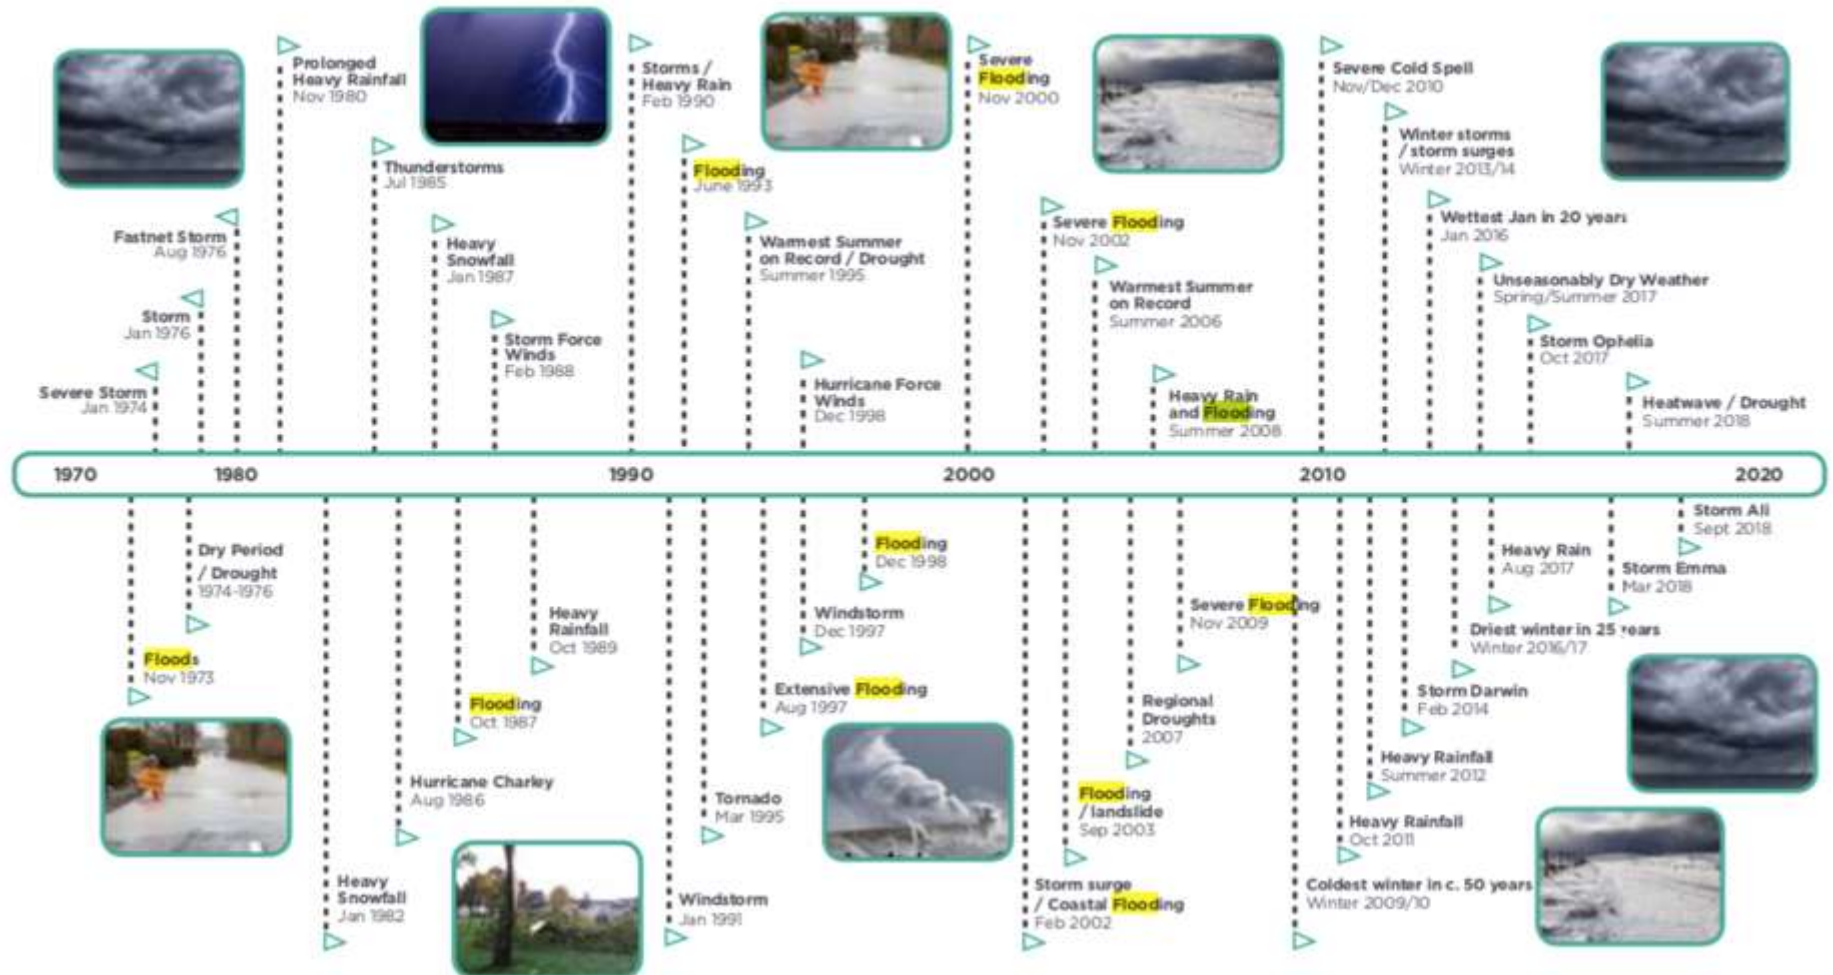 Prolonged
Heavy Rainfall
Nov 1980
Storms /
Heavy Rain
Feb 1990
Severe
Flooding
Nov 2000
Severe Cold Spell
Nov/Dec 2010
Winter storms
/ storm surges
Winter 2013/14
Thunderstorms
Jul 1985
Flooding
June 1993
Fastnet Storm
Aug 1976
Heavy
Snowfall
Jan 1987
Warmest Summer
on Record / Drought
Summer 1995
Severe Flooding
Nov 2002
Wettest Jan in 20 years
Jan 2016
Warmest Summer
on Record
Summer 2006
Unseasonably Dry Weather
Spring/Summer 2017
Storm
Jan 1976
Storm Force
Winds
Feb 1988
Storm Ophelia
Oct 2017
Severe Storm
Jan 1974
Hurricane Force
Winds
Dec 1998
Heavy Rain
and Flooding
Summer 2008
Heatwave / Drought
Summer 2018
1970 1980 1990 2000 2010 2020
Storm Ali
Sept 2018
Dry Period
/ Drought
1974-1976
Flooding
Dec 1998
Heavy Rain
Aug 2017
Storm Emma
Mar 2018
Heavy
Rainfall
Oct 1989
Windstorm
Dec 1997
Severe Flooding
Nov 2009
Driest winter in 25 years
Winter 2016/17
Floods
Nov 1973
Flooding
Oct 1987
Extensive Flooding
Aug 1997
Regional
Droughts
2007
Storm Darwin
Feb 2014
Hurricane Charley
Aug 1986
Tornado
Mar 1995
Flooding
/ landslide
Sep 2003
Heavy Rainfall
Summer 2012
Heavy Rainfall
Oct 2011
Heavy
Snowfall
Jan 1982
Windstorm
Jan 1991
Storm surge
/ Coastal Flooding
Feb 2002
Coldest winter in c. 50 years
Winter 2009/10